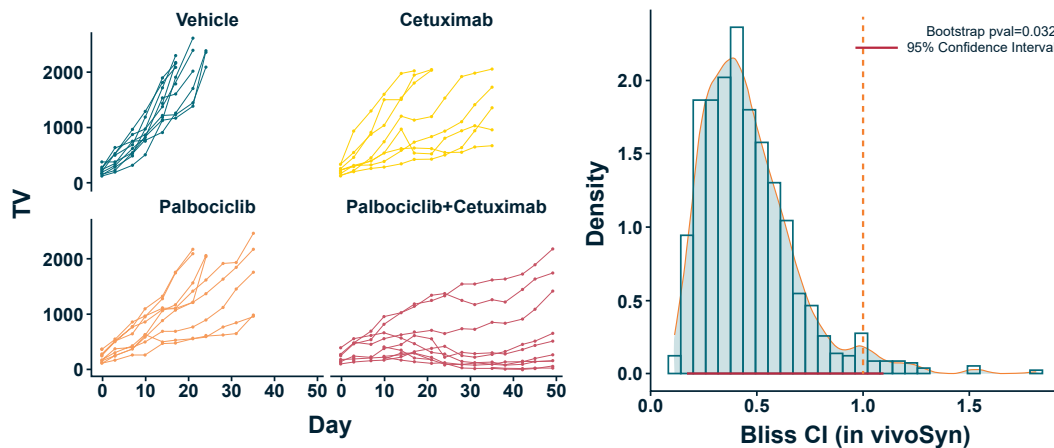 Vehicle
Cetuximab
2000
1000
0
TV
Palbociclib
Palbociclib+Cetuximab
2000
1000
0
0 10 20 30 40 50
0 10 20 30 40 50
Day
Bootstrap pval=0.032
95% Confidence Interva
2.0
1.5
1.0
0.5
0.0
Density
0.0 0.5 1.0 1.5
Bliss CI (in vivoSyn)